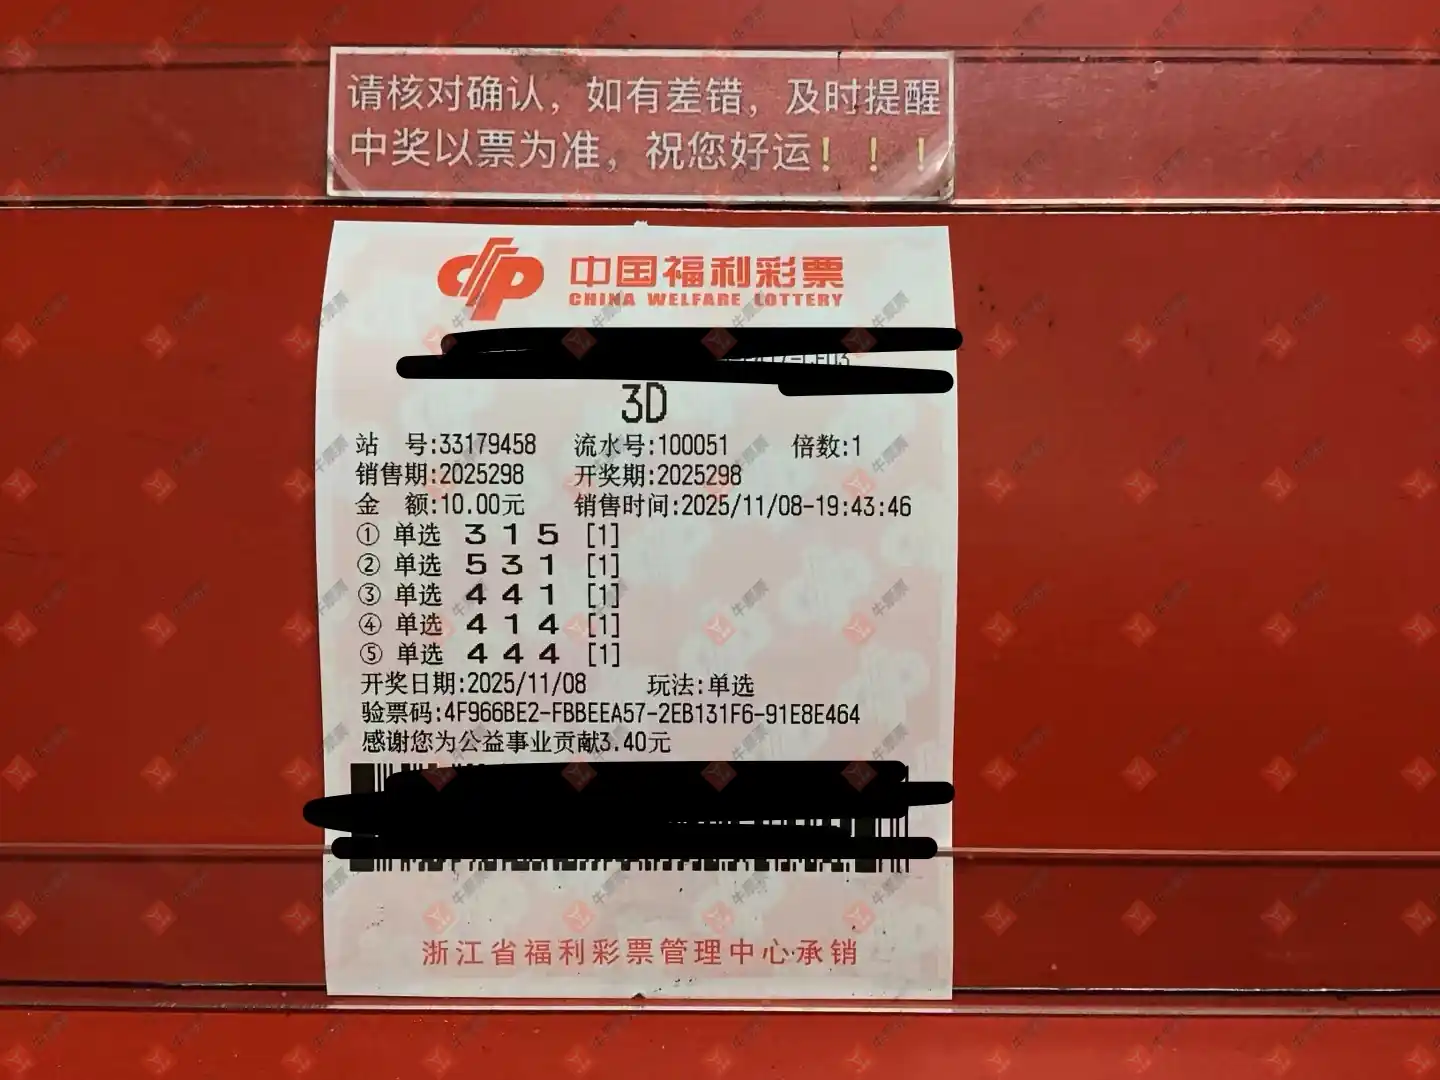 请核对确认，如有差错，及时提醒
中奖以票为准，祝您好运！！！
中国福利彩票
CHINA WELFARE LOTTERY
3D
站 号:33179458 流水号:100051 倍数:1
销售期:2025298 开奖期:2025298
金 额:10.00元 销售时间:2025/11/08-19:43:46
① 单选 3 1 5 [1]
② 单选 5 3 1 [1]
③ 单选 4 4 1 [1]
④ 单选 4 1 4 [1]
⑤ 单选 4 4 4 [1]
开奖日期:2025/11/08 玩法:单选
验票码:4F966BE2-FBBEEA57-2EB131F6-91E8E464
感谢您为公益事业贡献3.40元
浙江省福利彩票管理中心承销